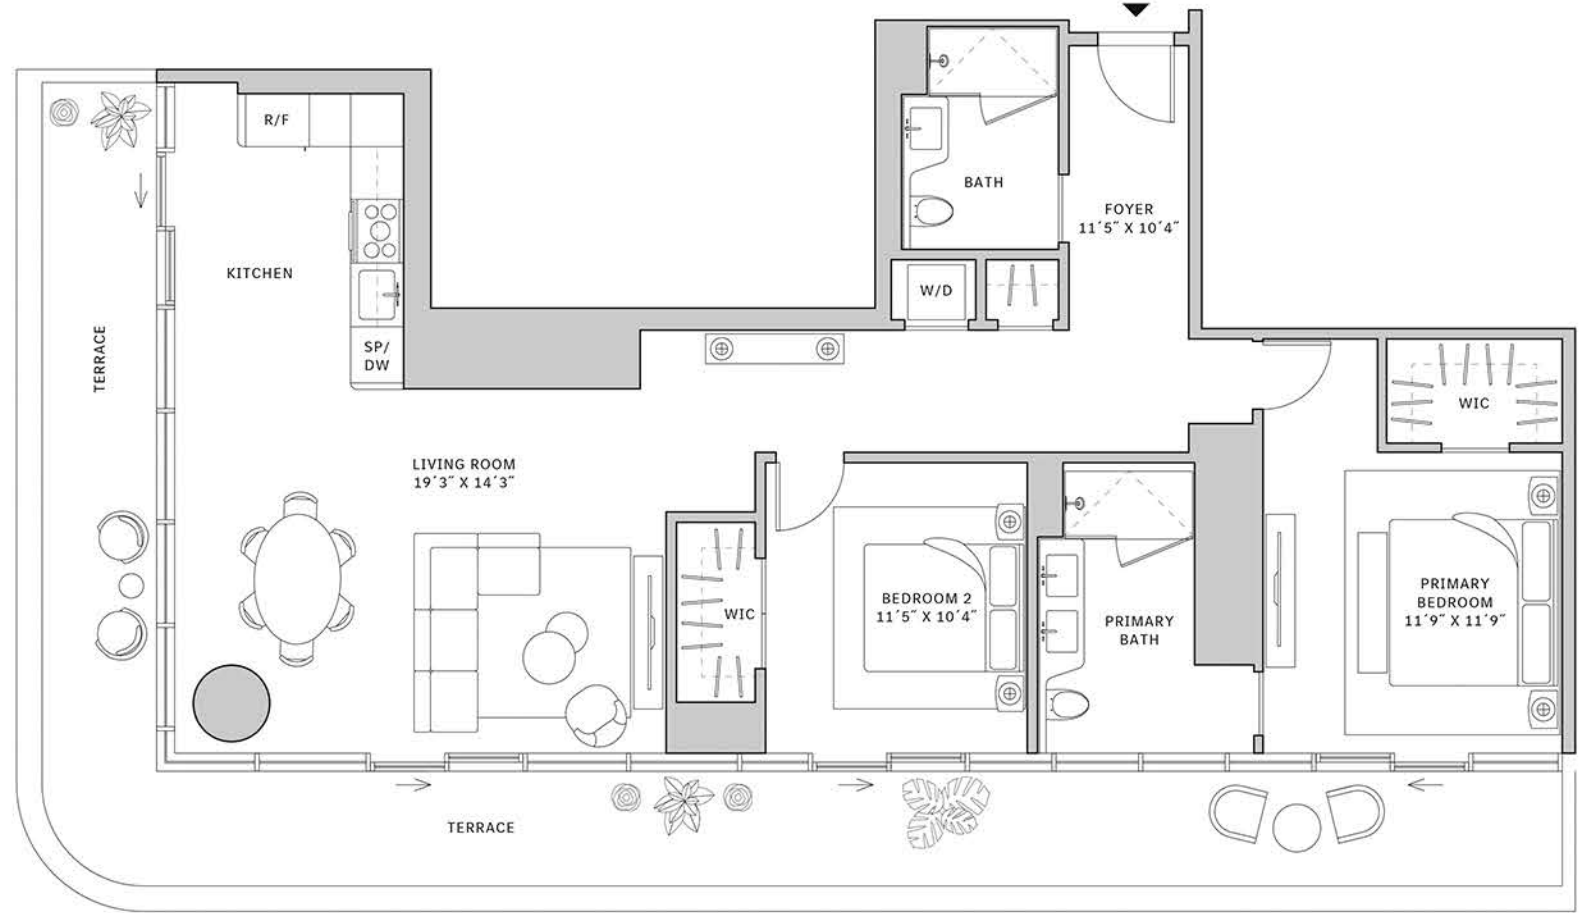 R/F
BATH
FOYER
11´5˝ X 10´4˝
KITCHEN
W/D
TERRACE
SP/
DW
WIC
LIVING ROOM
19´3˝ X 14´3˝
WIC
BEDROOM 2
11´5˝ X 10´4˝
PRIMARY
BATH
PRIMARY
BEDROOM
11´9˝ X 11´9˝
TERRACE